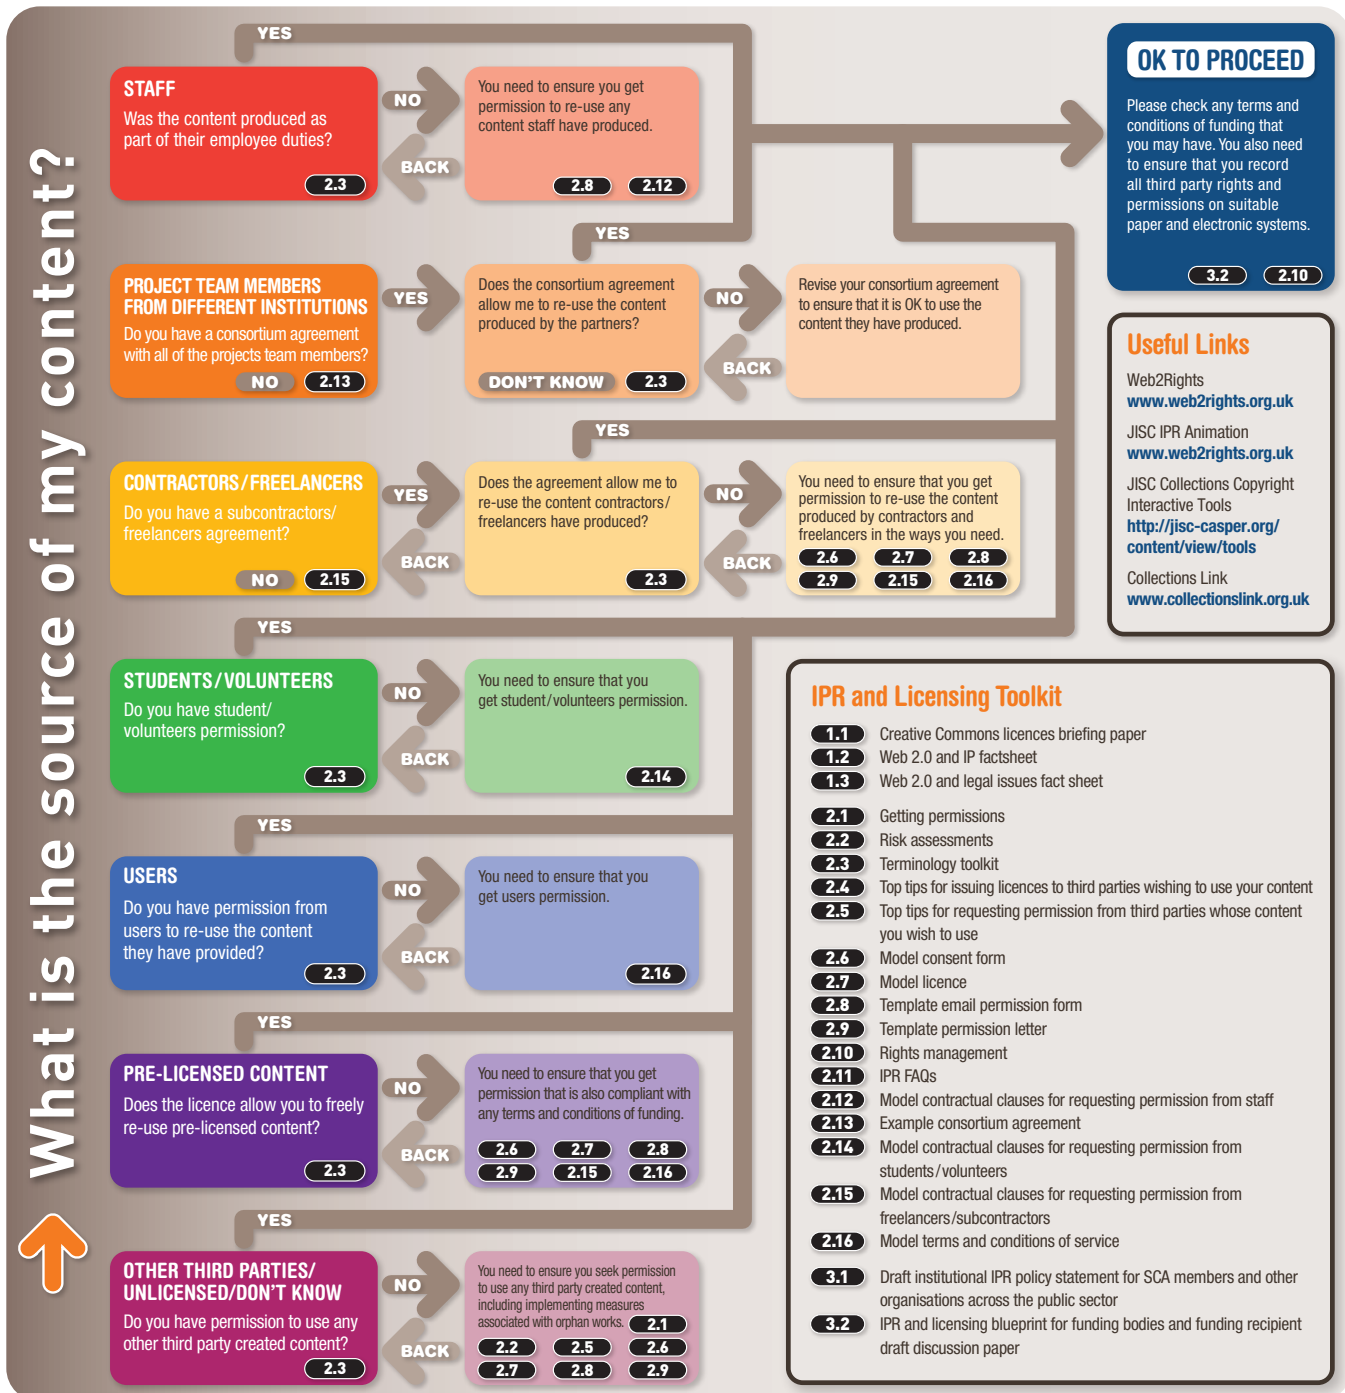 What is the source of my content?
YES
STAFF
Was the content produced as
part of their employee duties?
2.3
NO
BACK
You need to ensure you get
permission to re-use any
content staff have produced.
2.8 2.12
OK TO PROCEED
Please check any terms and
conditions of funding that
you may have. You also need
to ensure that you record
all third party rights and
permissions on suitable
paper and electronic systems.
3.2 2.10
YES
PROJECT TEAM MEMBERS
FROM DIFFERENT INSTITUTIONS
Do you have a consortium agreement
with all of the projects team members?
NO 2.13
YES
Does the consortium agreement
allow me to re-use the content
produced by the partners?
DON'T KNOW 2.3
NO
BACK
Revise your consortium agreement
to ensure that it is OK to use the
content they have produced.
YES
CONTRACTORS/FREELANCERS
Do you have a subcontractors/
freelancers agreement?
NO 2.15
YES
BACK
Does the agreement allow me to
re-use the content contractors/
freelancers have produced?
2.3
NO
BACK
You need to ensure that you get
permission to re-use the content
produced by contractors and
freelancers in the ways you need.
2.6 2.7 2.8
2.9 2.15 2.16
YES
STUDENTS/VOLUNTEERS
Do you have student/
volunteers permission?
2.3
NO
BACK
You need to ensure that you
get student/volunteers permission.
2.14
YES
USERS
Do you have permission from
users to re-use the content
they have provided?
2.3
NO
BACK
You need to ensure that you
get users permission.
2.16
YES
PRE-LICENSED CONTENT
Does the licence allow you to freely
re-use pre-licensed content?
2.3
NO
BACK
You need to ensure that you get
permission that is also compliant with
any terms and conditions of funding.
2.6 2.7 2.8
2.9 2.15 2.16
YES
OTHER THIRD PARTIES/
UNLICENSED/DON'T KNOW
Do you have permission to use any
other third party created content?
2.3
NO
BACK
You need to ensure you seek permission
to use any third party created content,
including implementing measures
associated with orphan works. 2.1
2.2 2.5 2.6
2.7 2.8 2.9
Useful Links
Web2Rights
www.web2rights.org.uk
JISC IPR Animation
www.web2rights.org.uk
JISC Collections Copyright
Interactive Tools
http://jisc-casper.org/
content/view/tools
Collections Link
www.collectionslink.org.uk
IPR and Licensing Toolkit
1.1 Creative Commons licences briefing paper
1.2 Web 2.0 and IP factsheet
1.3 Web 2.0 and legal issues fact sheet
2.1 Getting permissions
2.2 Risk assessments
2.3 Terminology toolkit
2.4 Top tips for issuing licences to third parties wishing to use your content
2.5 Top tips for requesting permission from third parties whose content
you wish to use
2.6 Model consent form
2.7 Model licence
2.8 Template email permission form
2.9 Template permission letter
2.10 Rights management
2.11 IPR FAQs
2.12 Model contractual clauses for requesting permission from staff
2.13 Example consortium agreement
2.14 Model contractual clauses for requesting permission from
students/volunteers
2.15 Model contractual clauses for requesting permission from
freelancers/subcontractors
2.16 Model terms and conditions of service
3.1 Draft institutional IPR policy statement for SCA members and other
organisations across the public sector
3.2 IPR and licensing blueprint for funding bodies and funding recipient
draft discussion paper